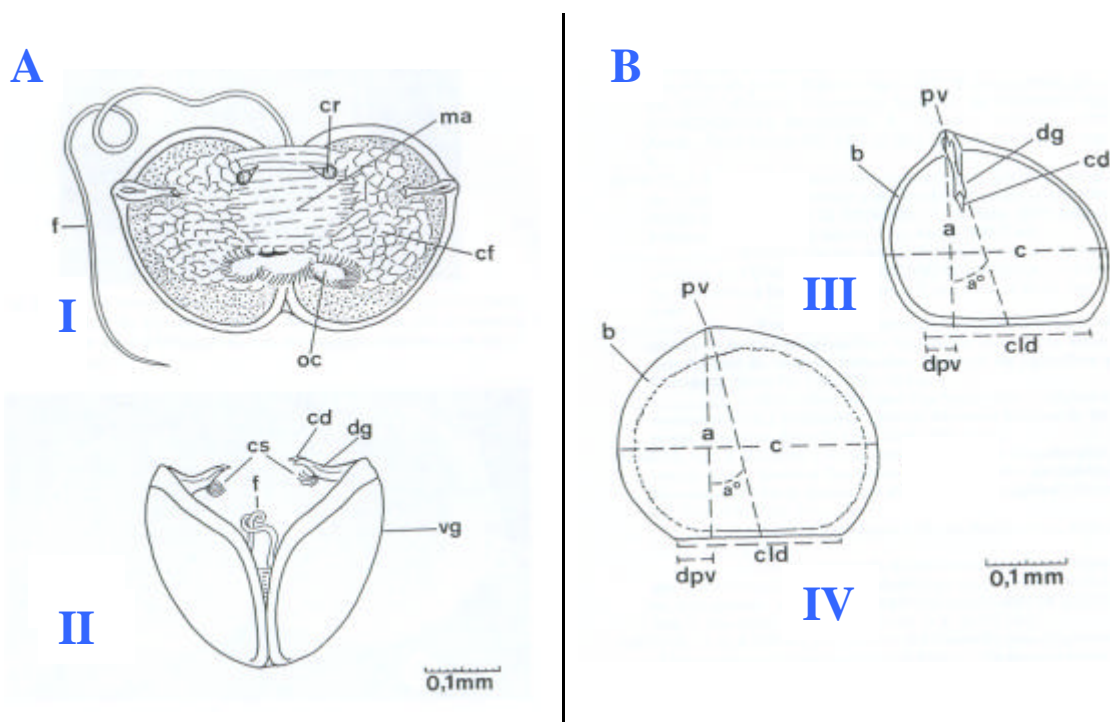 A
cr
ma
f
cf
I
oc
cd
dg
cs
f
vg
II
0,1mm
B
pv
dg
cd
b
a
c
a°
III
cld
dpv
pv
b
a
c
a°
cld
dpv
0,1mm
IV